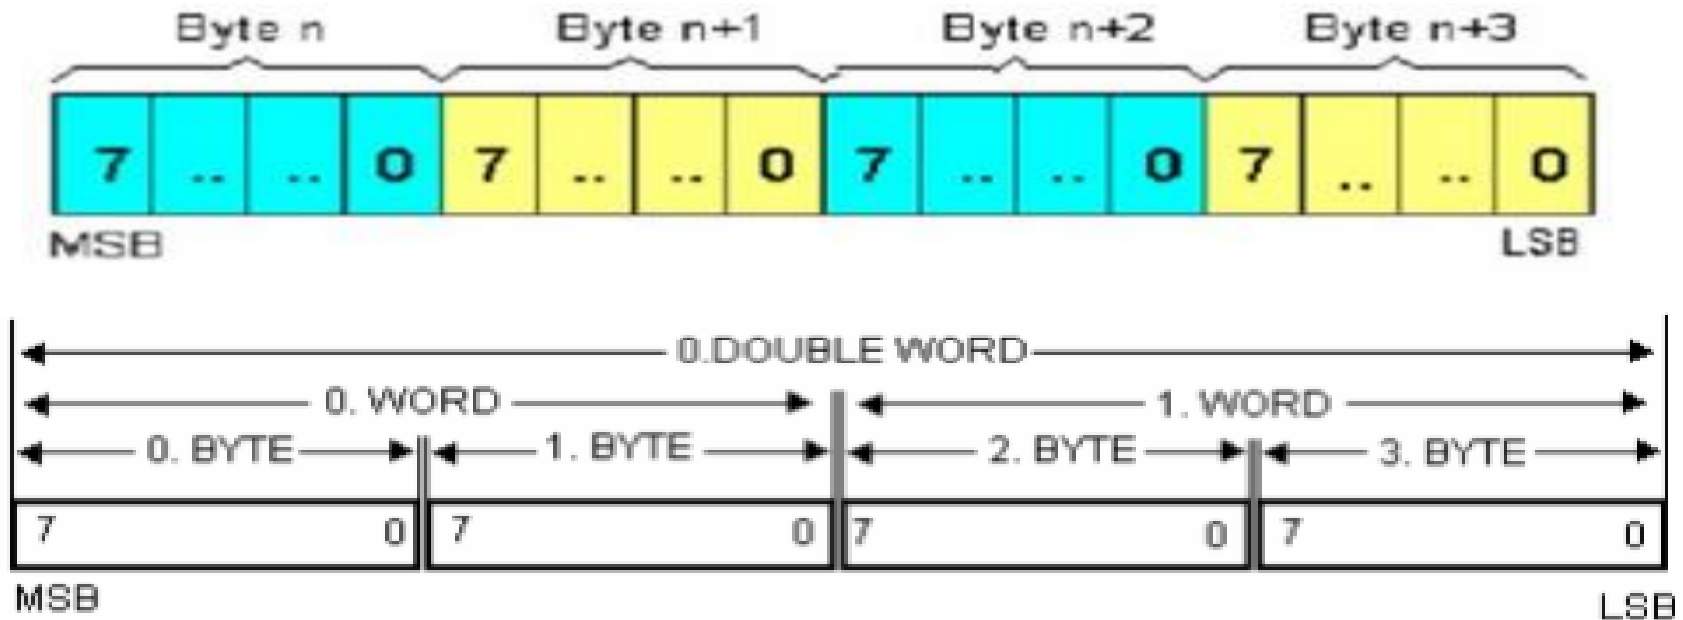 Byte n Byte n+1 Byte n+2 Byte n+3
7 .. .. 0 7 .. .. 0 7 .. .. 0 7 .. .. 0
MSB LSB
0.DOUBLE WORD
0. WORD 1. WORD
0. BYTE 1. BYTE 2. BYTE 3. BYTE
7 0 7 0 7 0 7 0
MSB LSB